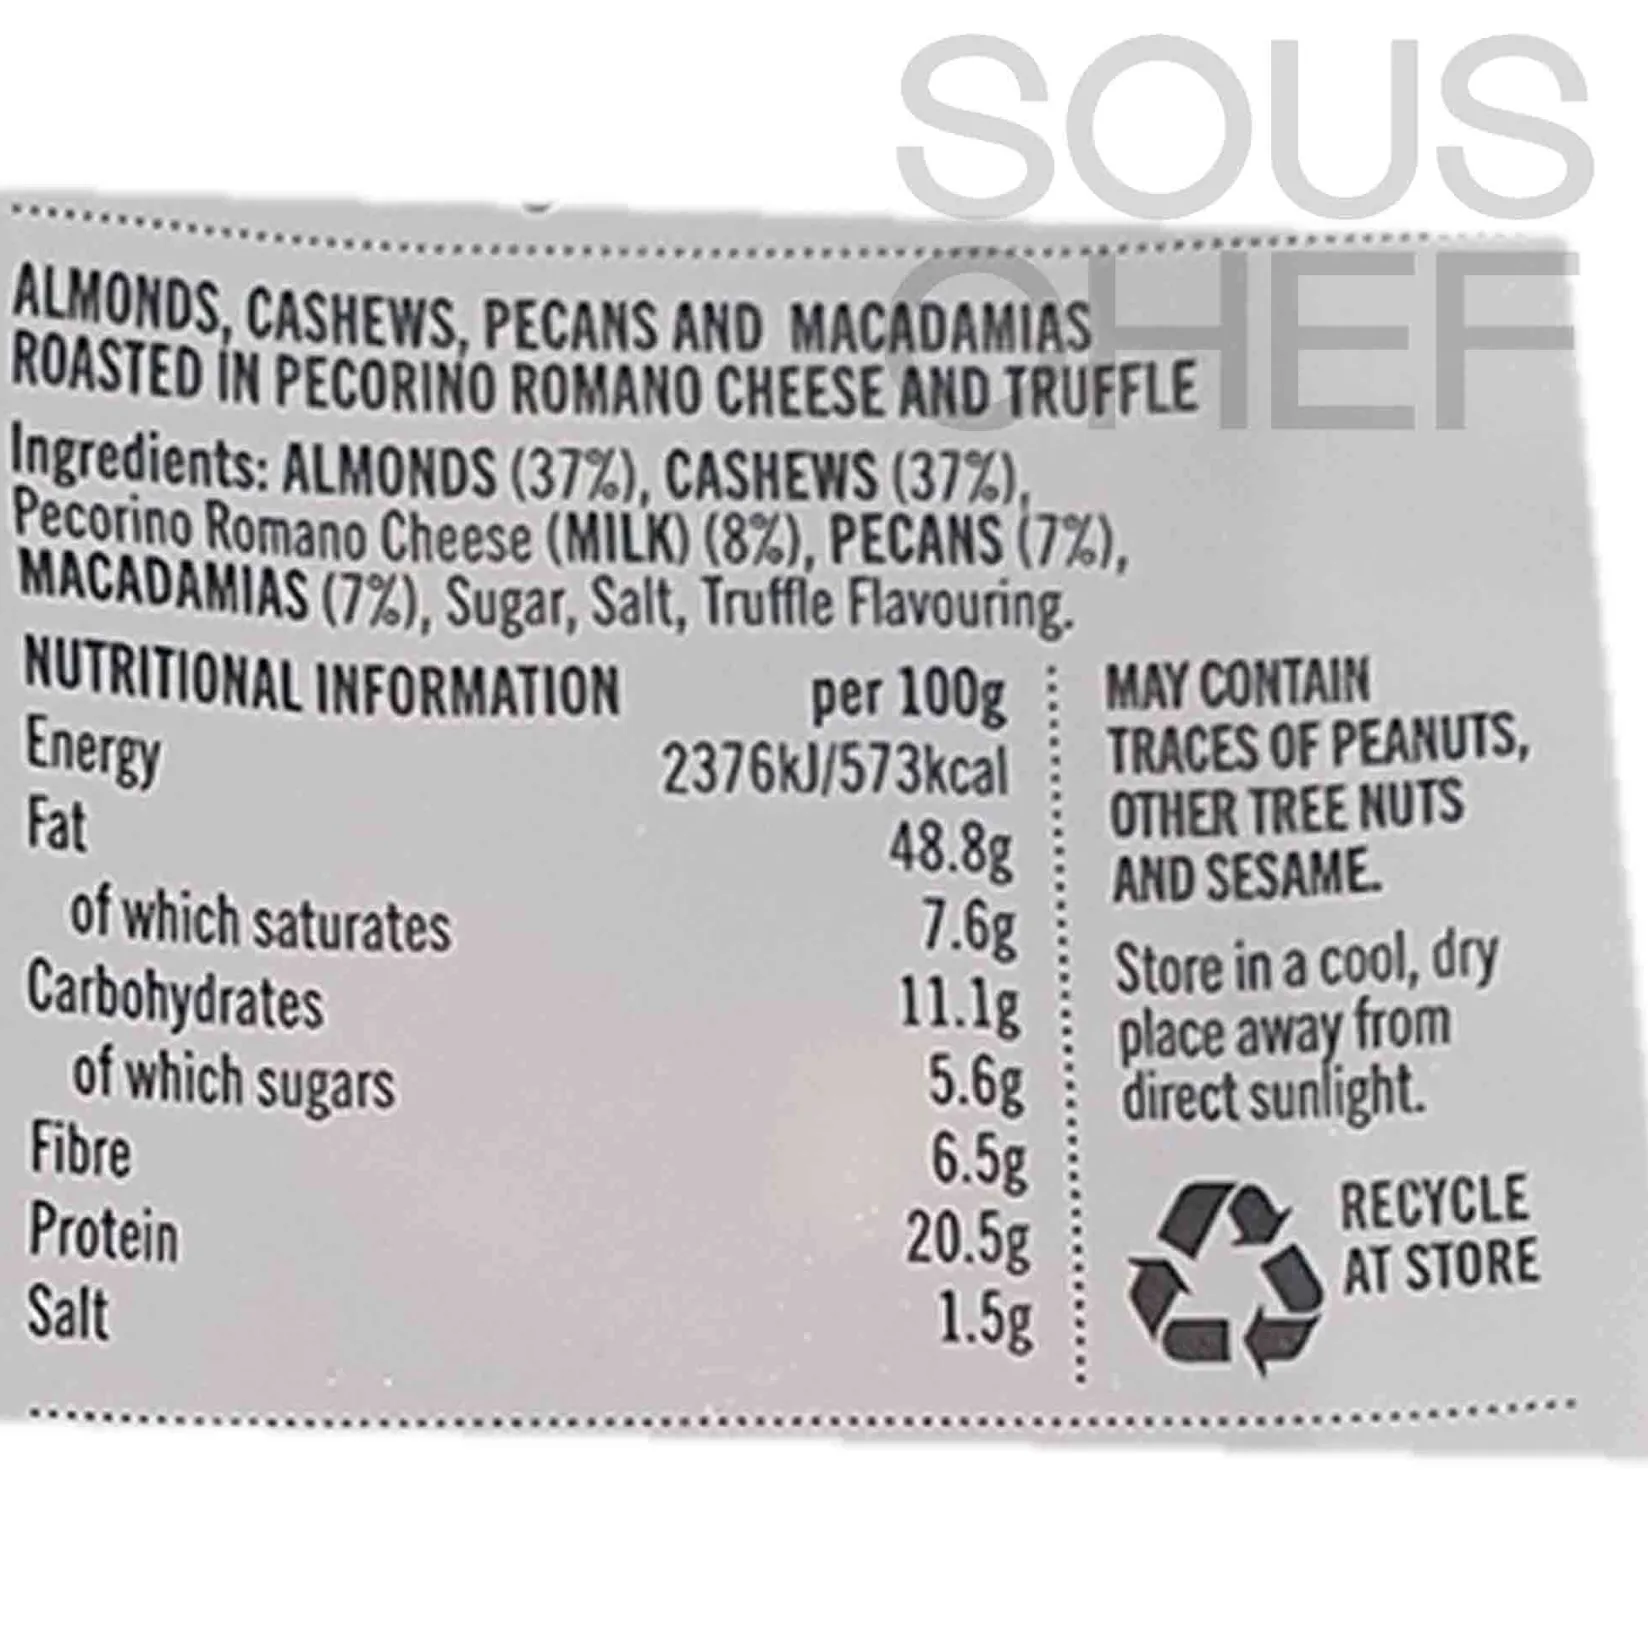 SOUS
CHEF
ALMONDS, CASHEWS, PECANS AND MACADAMIAS
ROASTED IN PECORINO ROMANO CHEESE AND TRUFFLE
Ingredients: ALMONDS (37%), CASHEWS (37%),
Pecorino Romano Cheese (MILK) (8%), PECANS (7%),
MACADAMIAS (7%), Sugar, Salt, Truffle Flavouring.
NUTRITIONAL INFORMATION per 100g
Energy 2376kJ/573kcal
Fat 48.8g
of which saturates 7.6g
Carbohydrates 11.1g
of which sugars 5.6g
Fibre 6.5g
Protein 20.5g
Salt 1.5g
MAY CONTAIN
TRACES OF PEANUTS,
OTHER TREE NUTS
AND SESAME.
Store in a cool, dry
place away from
direct sunlight.
RECYCLE
AT STORE